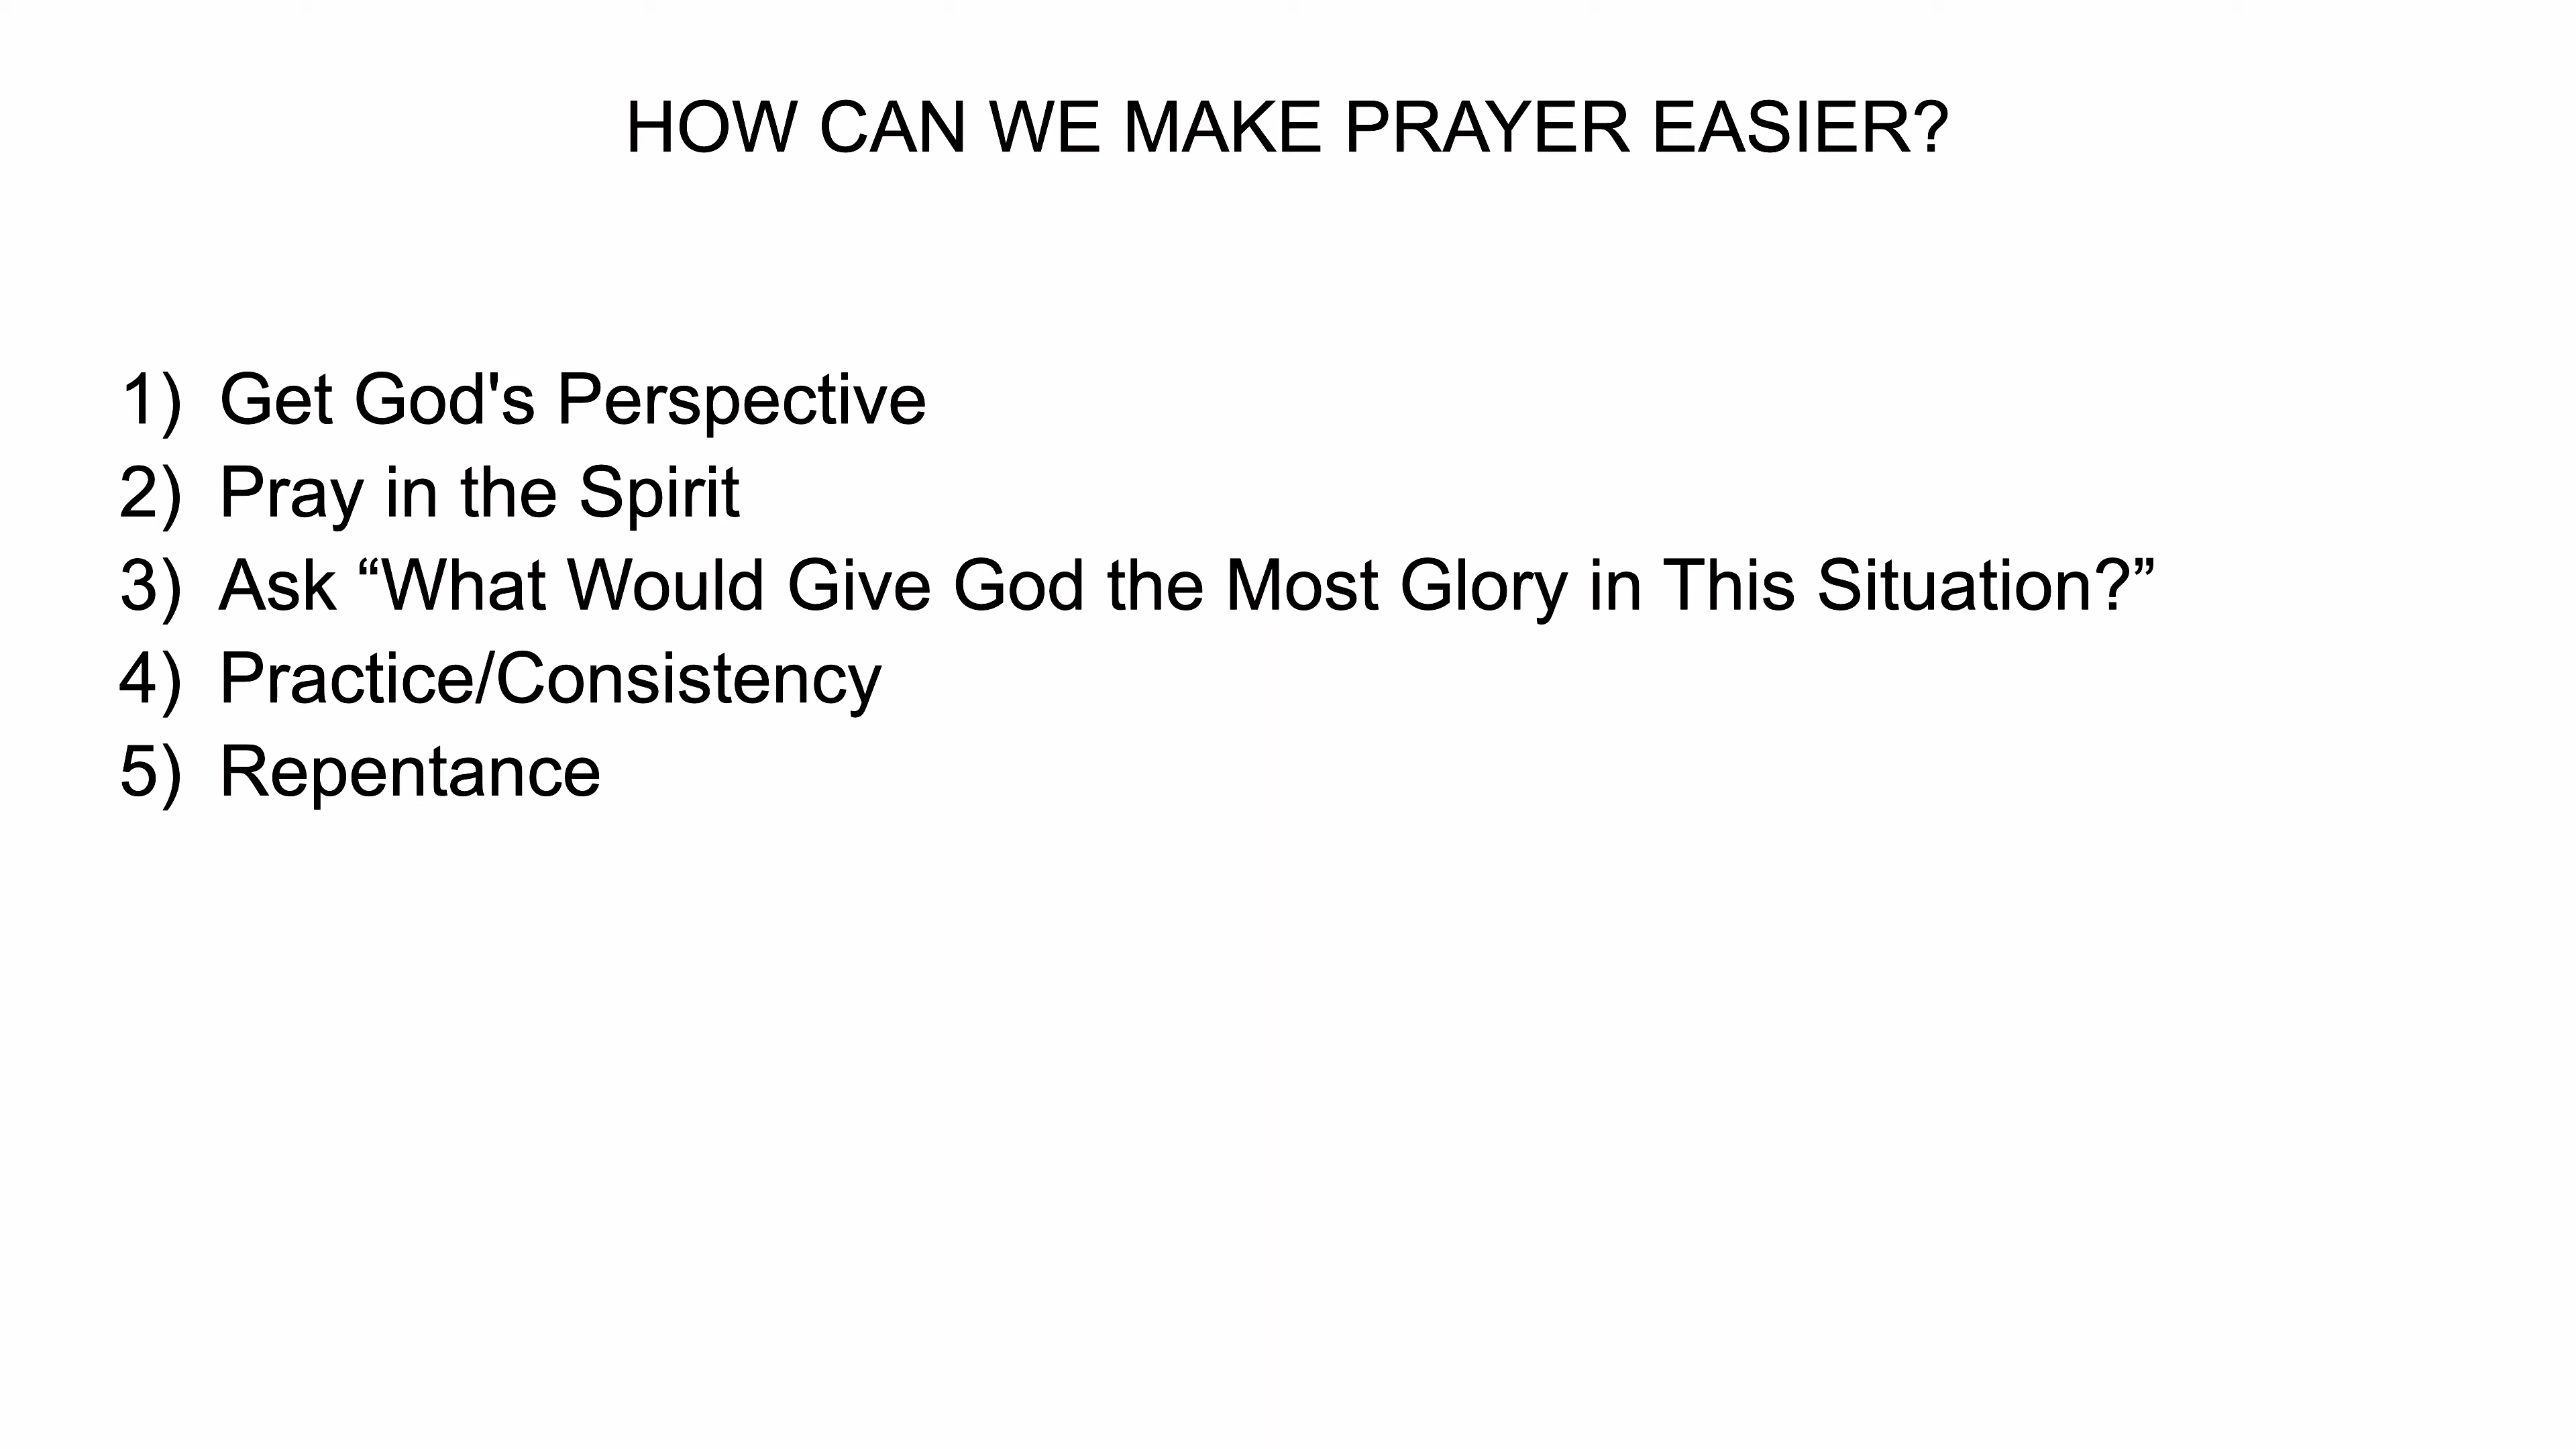 HOW CAN WE MAKE PRAYER EASIER?
1) Get God's Perspective
2) Pray in the Spirit
3) Ask “What Would Give God the Most Glory in This Situation?”
4) Practice/Consistency
5) Repentance